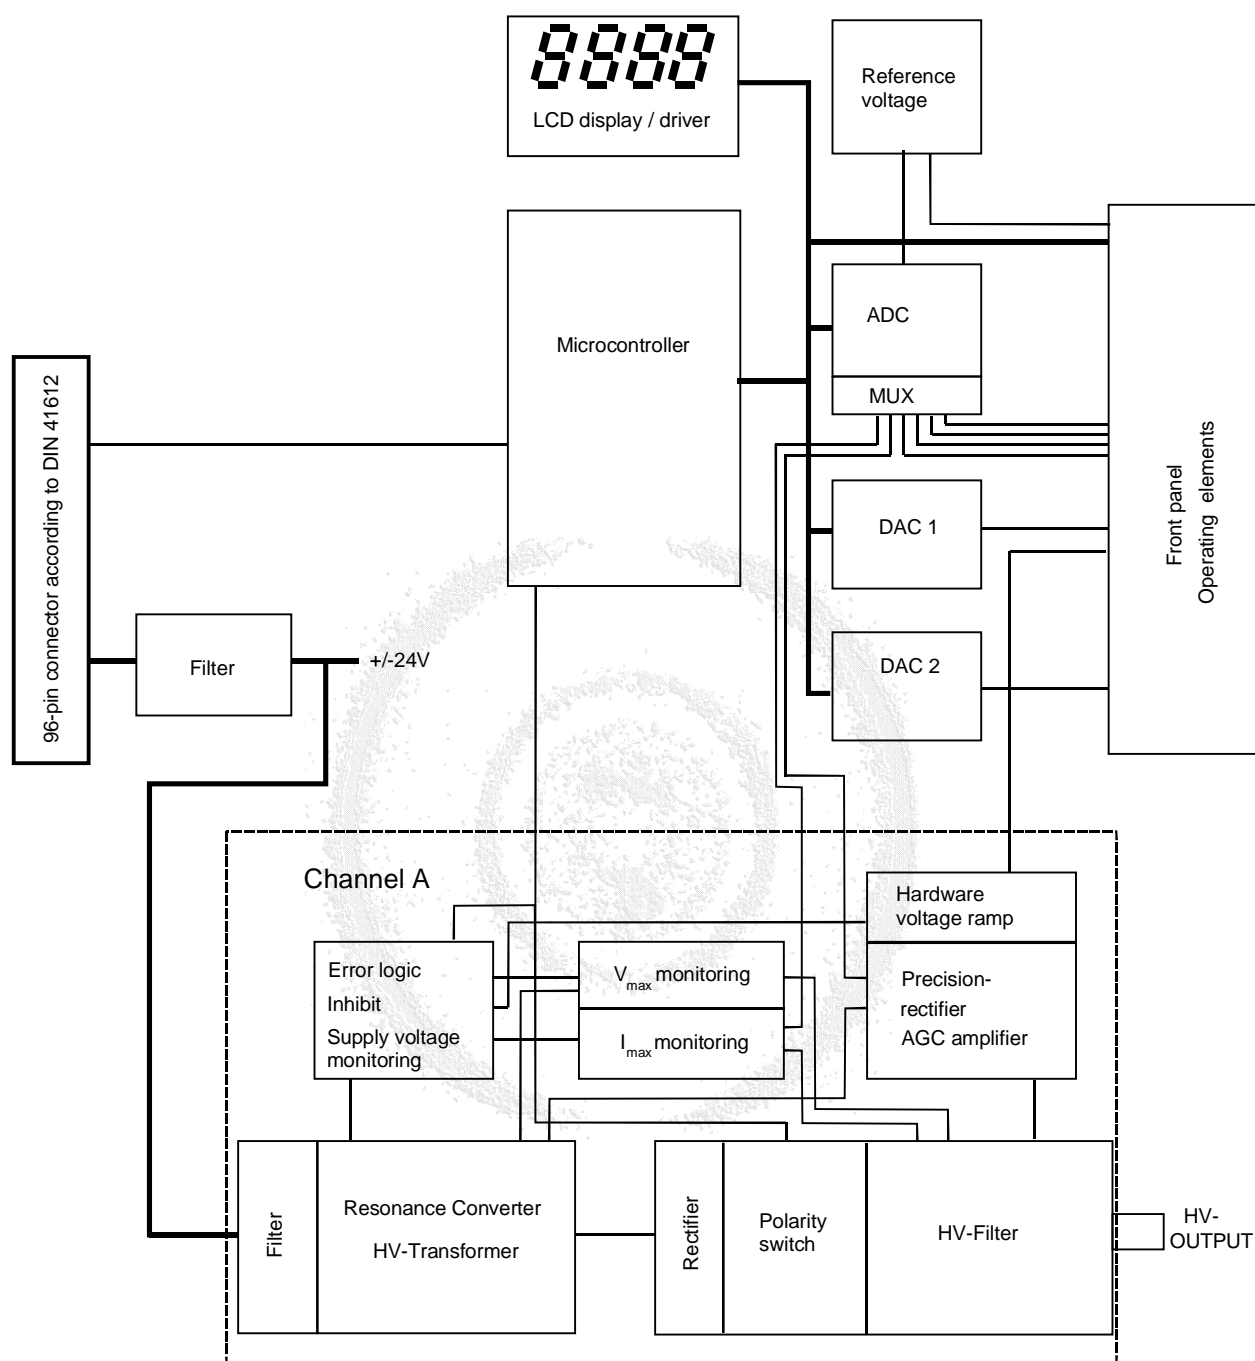 8888
LCD display / driver
Reference
voltage
Microcontroller
ADC
MUX
96-pin connector according to DIN 41612
Front panel
Operating elements
DAC 1
Filter
+/-24V
DAC 2
Channel A
Hardware
voltage ramp
Error logic
Inhibit
Supply voltage
monitoring
Vmax monitoring
Imax monitoring
Precision-
rectifier
AGC amplifier
Filter
Resonance Converter
HV-Transformer
Rectifier
Polarity
switch
HV-Filter
HV-
OUTPUT